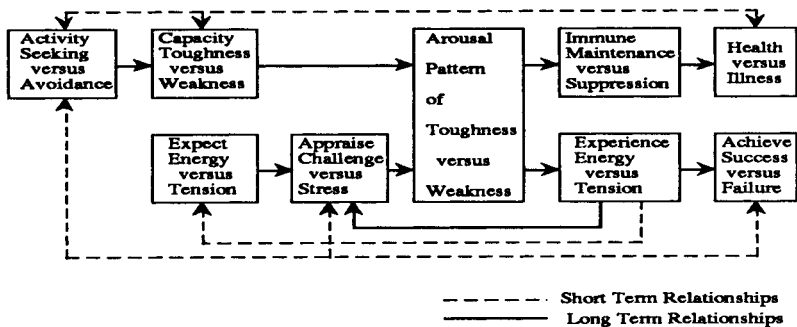 Activity
Seeking
versus
Avoidance
Capacity
Toughness
versus
Weakness
Arousal
Pattern
of
Toughness
versus
Weakness
Immune
Maintenance
versus
Suppression
Health
versus
Illness
Expect
Energy
versus
Tension
Appraise
Challenge
versus
Stress
Experience
Energy
versus
Tension
Achieve
Success
versus
Failure
Short Term Relationships
Long Term Relationships